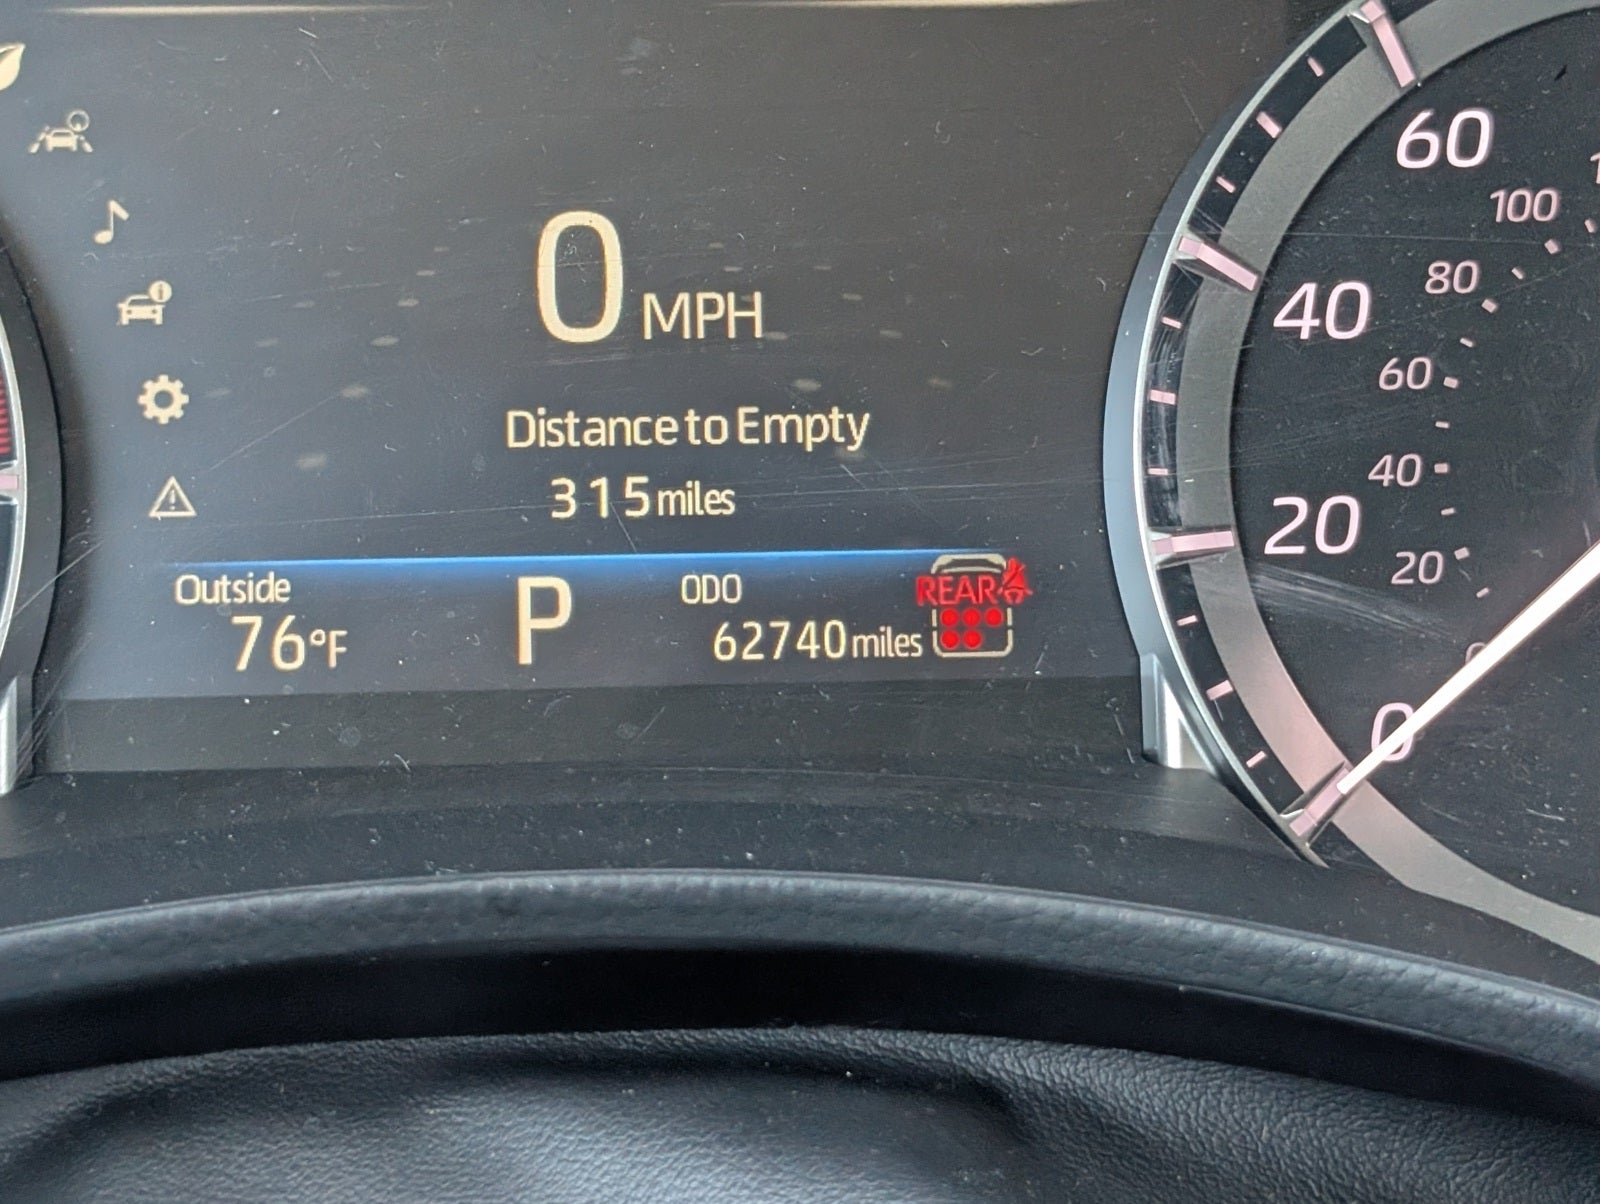 0 MPH
Distance to Empty
315 miles
Outside
76°F
P
ODO
62740 miles
REAR
60
100
80
40
60
40
20
20
0